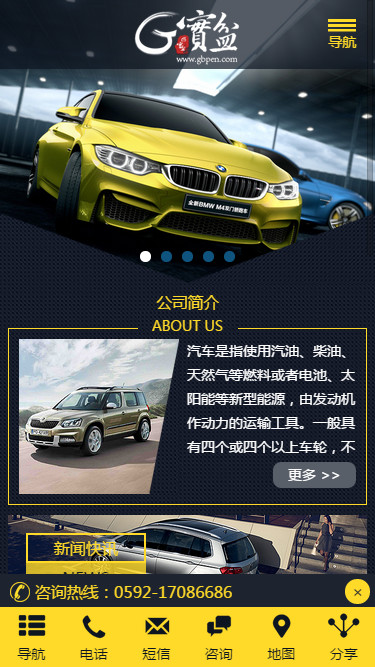 G寶盆
www.gbpen.com
导航
全新BMW M4双门轿跑车
公司简介
ABOUT US
汽车是指使用汽油、柴油、
天然气等燃料或者电池、太
阳能等新型能源，由发动机
作动力的运输工具。一般具
有四个或四个以上车轮，不
更多 >>
新闻快讯
NEWS
咨询热线：0592-17086686
×
导航
电话
短信
咨询
地图
分享